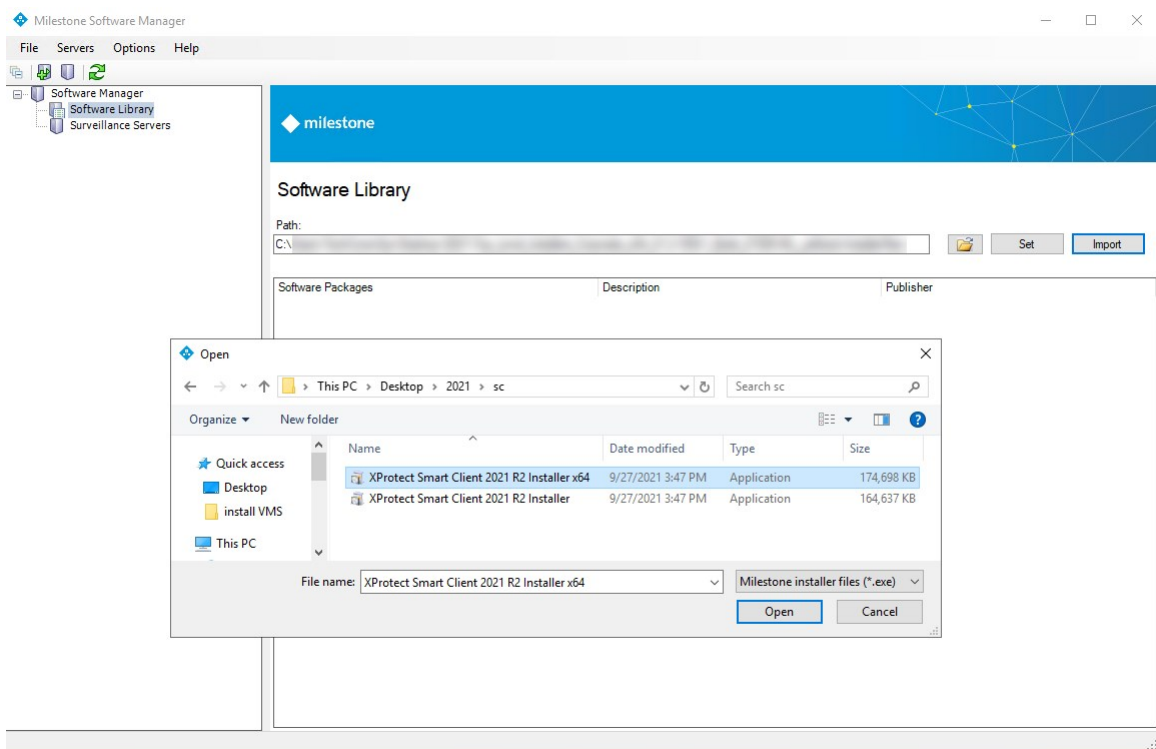 Milestone Software Manager
File Servers Options Help
Software Manager
Software Library
Surveillance Servers
milestone
Software Library
Path:
C:\
Set
Import
Software Packages Description Publisher
Open
This PC > Desktop > 2021 > sc
Search sc
Organize New folder
Name Date modified Type Size
Quick access
Desktop
install VMS
This PC
XProtect Smart Client 2021 R2 Installer x64 9/27/2021 3:47 PM Application 174,698 KB
XProtect Smart Client 2021 R2 Installer 9/27/2021 3:47 PM Application 164,637 KB
File name: XProtect Smart Client 2021 R2 Installer x64 Milestone installer files (*.exe)
Open Cancel